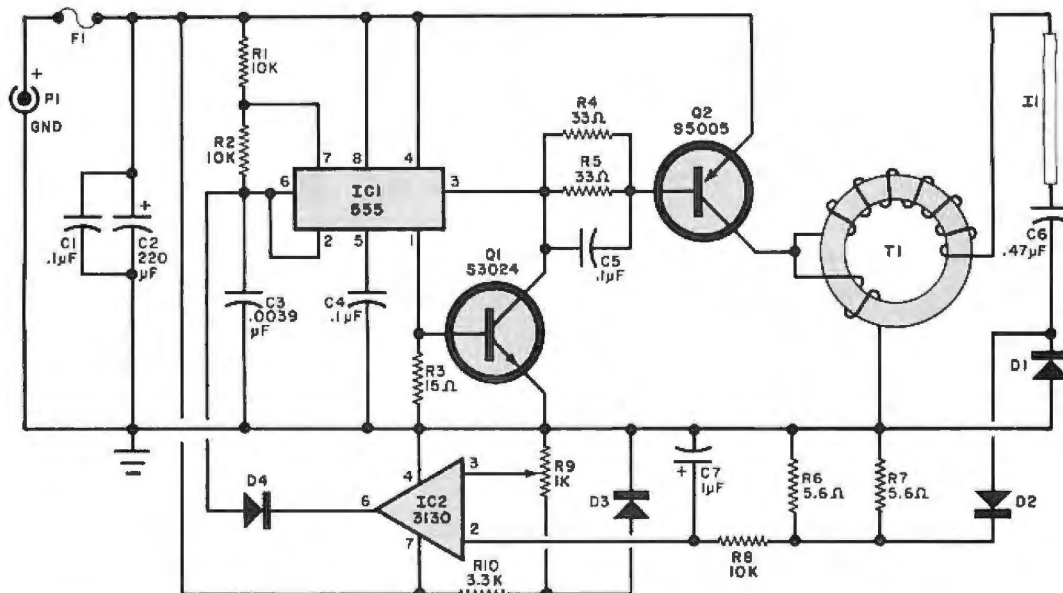 F1
+
P1
GND
C1
.1µF
+
C2
220
µF
R1
10K
R2
10K
7
8
4
6
IC1
555
3
2
5
1
C3
.0039
µF
C4
.1µF
Q1
S3024
R3
15Ω
R4
33Ω
R5
33Ω
C5
.1µF
Q2
S5005
T1
I1
C6
.47µF
D1
D4
6
4
3
IC2
3130
2
7
R9
1K
R10
3.3K
D3
+
C7
1µF
R8
10K
R6
5.6Ω
R7
5.6Ω
D2